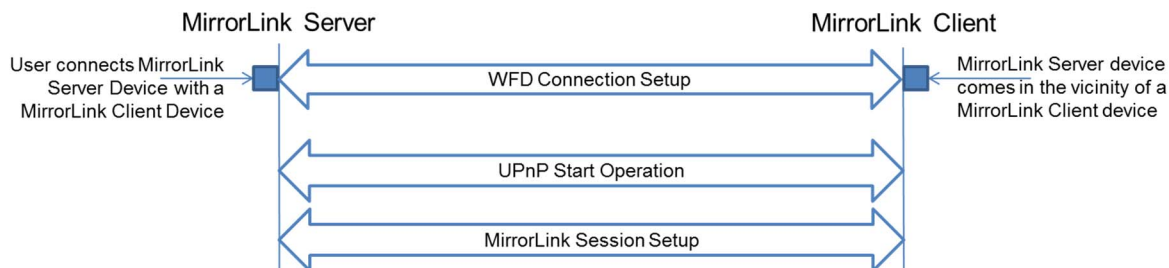 MirrorLink Server
MirrorLink Client
User connects MirrorLink
Server Device with a
MirrorLink Client Device
WFD Connection Setup
MirrorLink Server device
comes in the vicinity of a
MirrorLink Client device
UPnP Start Operation
MirrorLink Session Setup